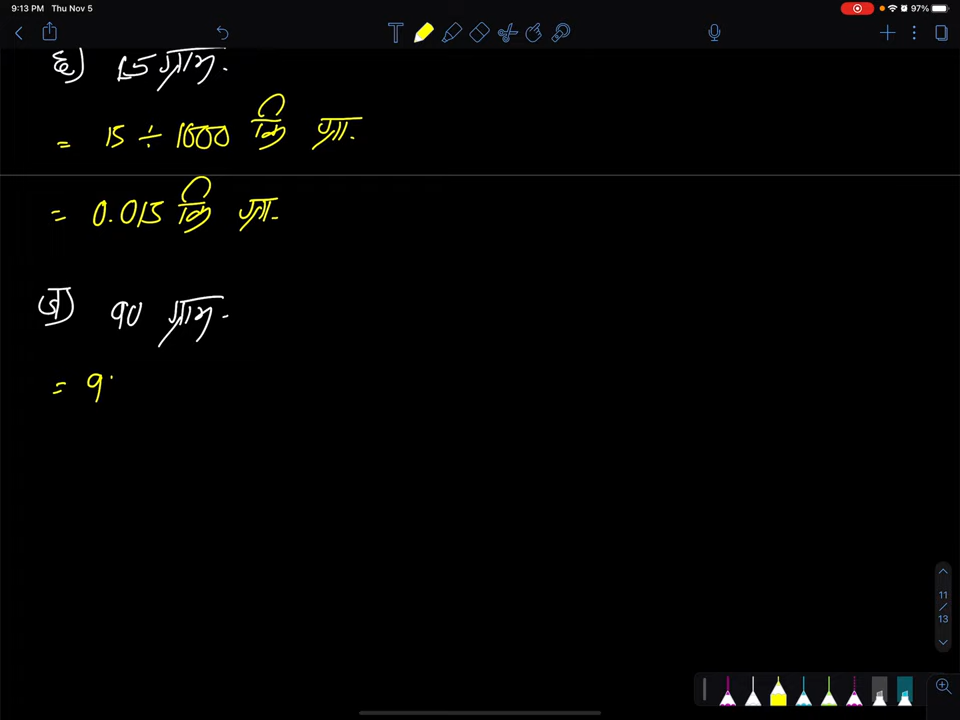 9:13 PM Thu Nov 5
97%
छ) 15 ग्राम.
= 15 ÷ 1000 कि ग्रा.
= 0.015 कि ग्रा.
ज) 90 ग्राम.
= 9
11
/
13